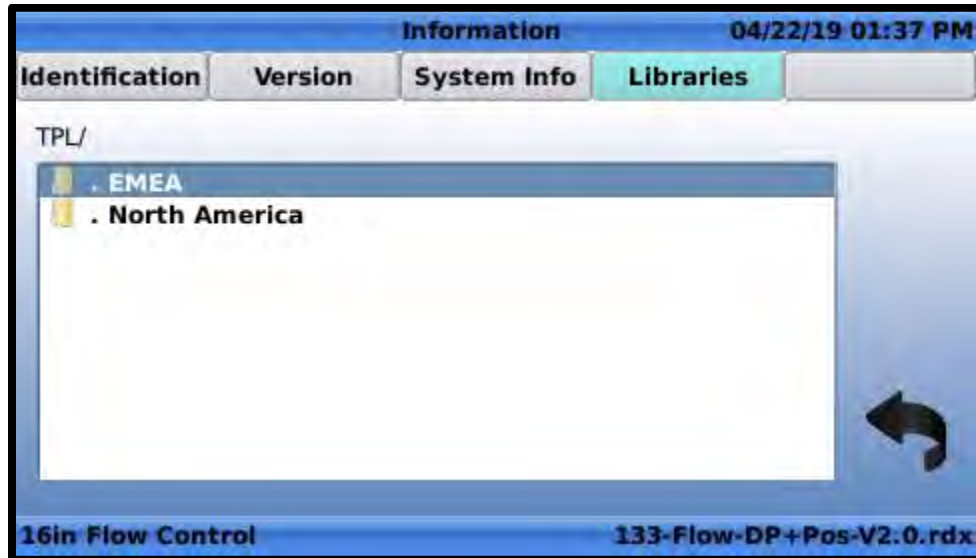 Information 04/22/19 01:37 PM
Identification Version System Info Libraries
TPL/
. EMEA
. North America
16in Flow Control 133-Flow-DP+Pos-V2.0.rdx